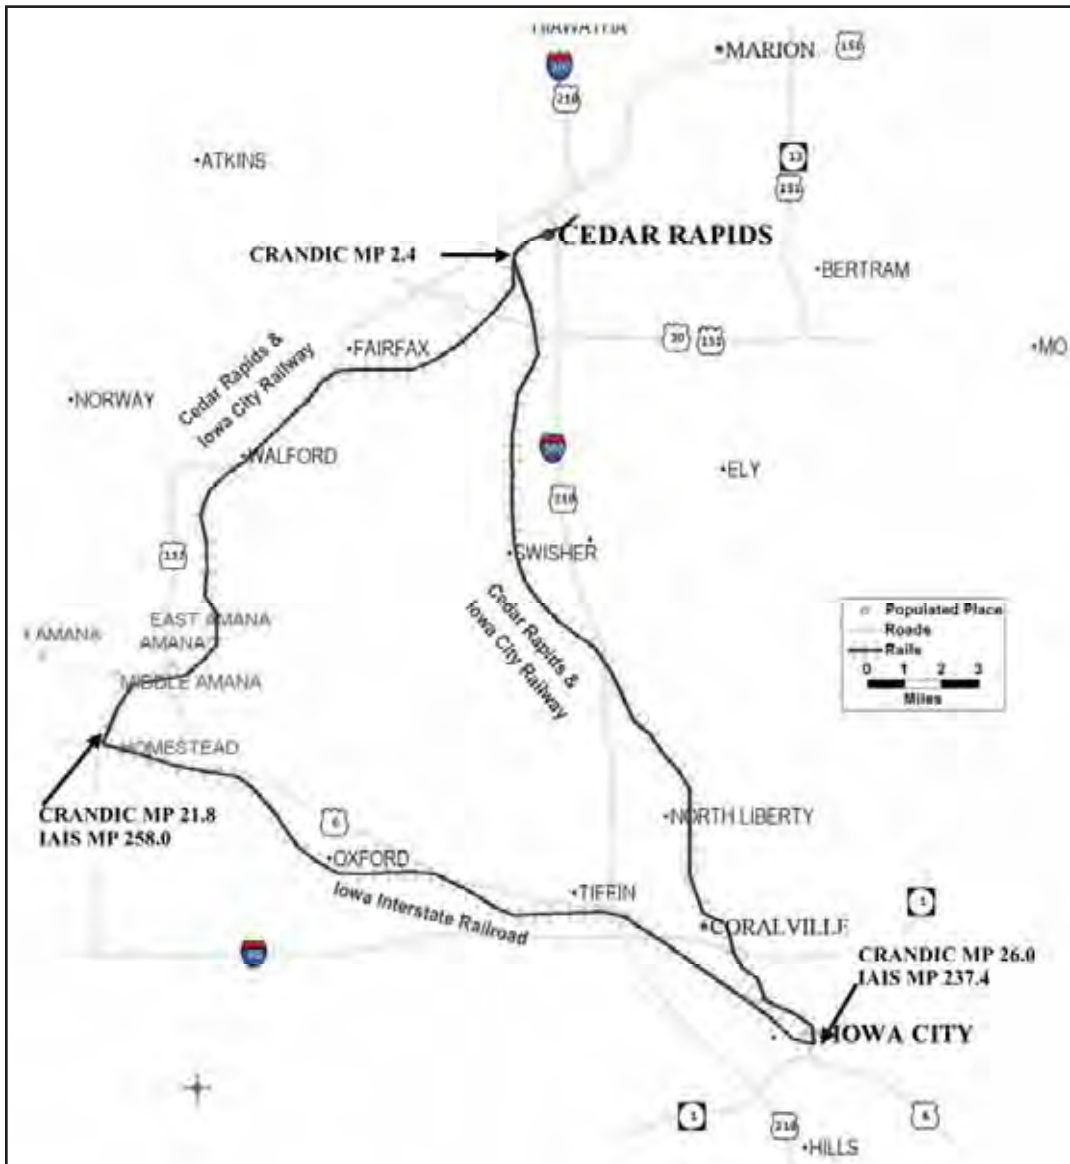 HIAWATHA
MARION
151
218
13
151
ATKINS
CEDAR RAPIDS
CRANDIC MP 2.4
BERTRAM
30
151
MO
FAIRFAX
Cedar Rapids &
Iowa City Railway
NORWAY
WALFORD
ELY
218
SWISHER
151
Cedar Rapids &
Iowa City Railway
Populated Place
Roads
Rails
0 1 2 3
Miles
EAST AMANA
AMANA
AMANA
MIDDLE AMANA
HOMESTEAD
CRANDIC MP 21.8
IAIS MP 258.0
6
NORTH LIBERTY
OXFORD
TIFFIN
Iowa Interstate Railroad
1
CORALVILLE
CRANDIC MP 26.0
IAIS MP 237.4
IOWA CITY
1
218
6
HILLS